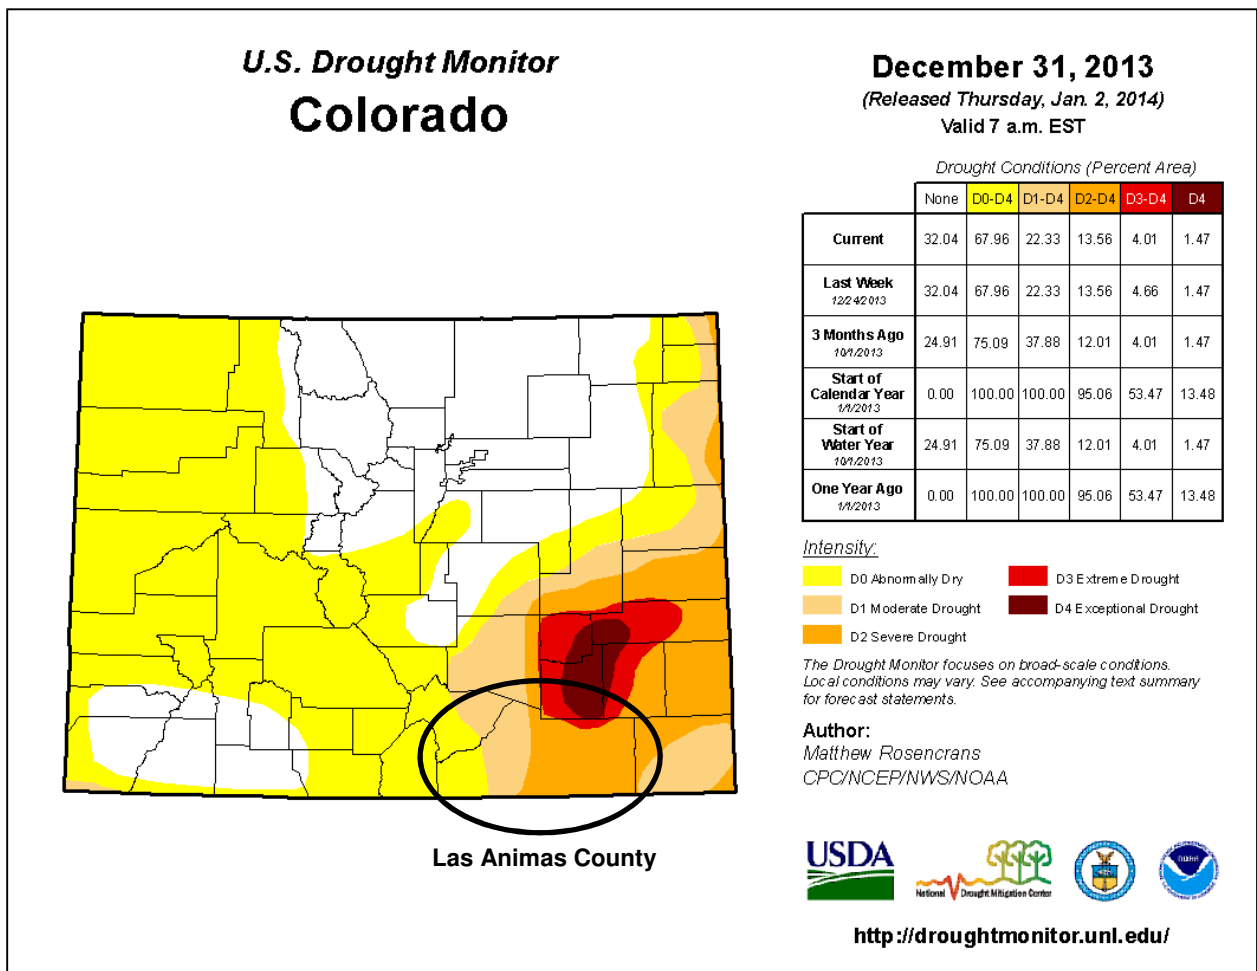 U.S. Drought Monitor
Colorado
December 31, 2013
(Released Thursday, Jan. 2, 2014)
Valid 7 a.m. EST
Drought Conditions (Percent Area)
None D0-D4 D1-D4 D2-D4 D3-D4 D4
Current 32.04 67.96 22.33 13.56 4.01 1.47
Last Week 32.04 67.96 22.33 13.56 4.66 1.47
12/24/2013
3 Months Ago 24.91 75.09 37.88 12.01 4.01 1.47
10/1/2013
Start of
Calendar Year 0.00 100.00 100.00 95.06 53.47 13.48
1/1/2013
Start of
Water Year 24.91 75.09 37.88 12.01 4.01 1.47
10/1/2013
One Year Ago 0.00 100.00 100.00 95.06 53.47 13.48
1/1/2013
Intensity:
D0 Abnormally Dry D3 Extreme Drought
D1 Moderate Drought D4 Exceptional Drought
D2 Severe Drought
The Drought Monitor focuses on broad-scale conditions.
Local conditions may vary. See accompanying text summary
for forecast statements.
Author:
Matthew Rosencrans
CPC/NCEP/NWS/NOAA
Las Animas County
USDA
National Drought Mitigation Center
noaa
http://droughtmonitor.unl.edu/